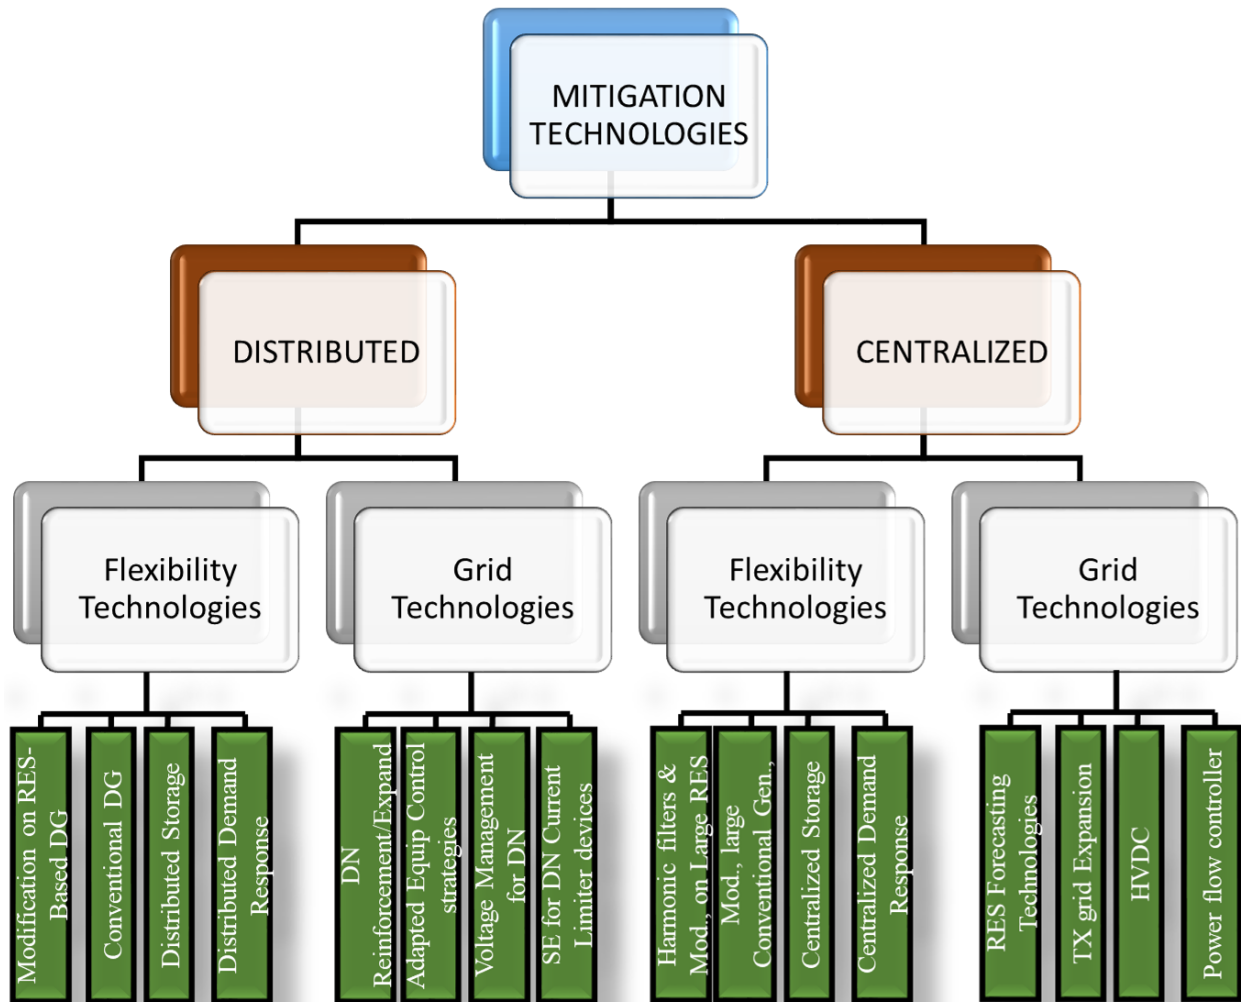 MITIGATION
TECHNOLOGIES
DISTRIBUTED
CENTRALIZED
Flexibility
Technologies
Grid
Technologies
Flexibility
Technologies
Grid
Technologies
Modification on RES-
Based DG
Conventional DG
Distributed Storage
Distributed Demand
Response
DN
Reinforcement/Expand
Adapted Equip Control
strategies
Voltage Management
for DN
SE for DN Current
Limiter devices
Harmonic filters &
Mod., on Large RES
Mod., large
Conventional Gen.,
Centralized Storage
Centralized Demand
Response
RES Forecasting
Technologies
TX grid Expansion
HVDC
Power flow controller